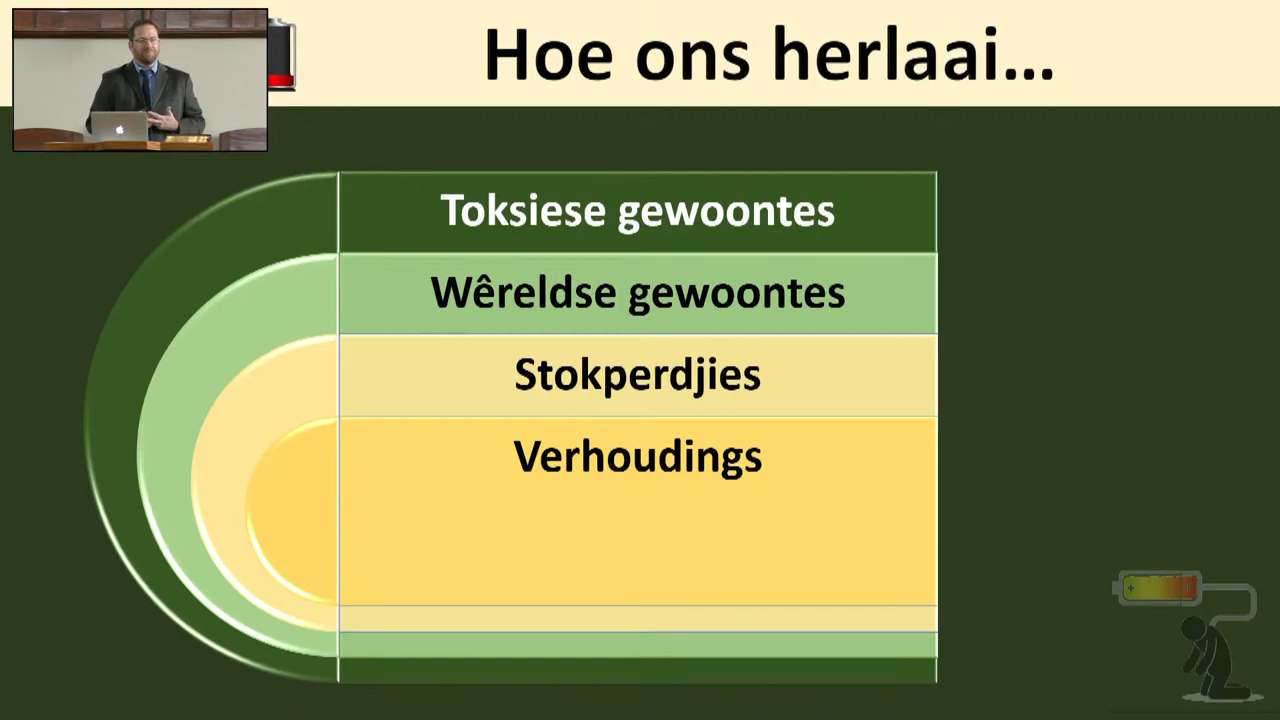 Hoe ons herlaai...
Toksiese gewoontes
Wêreldse gewoontes
Stokperdjies
Verhoudings